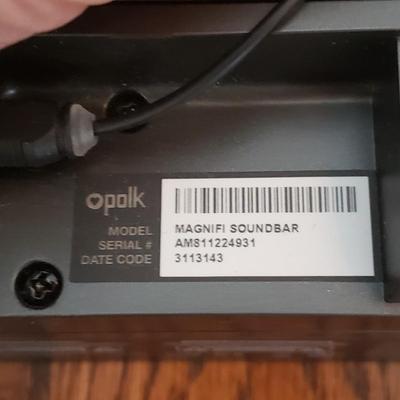 polk
MODEL MAGNIFI SOUNDBAR
SERIAL # AM811224931
DATE CODE 3113143